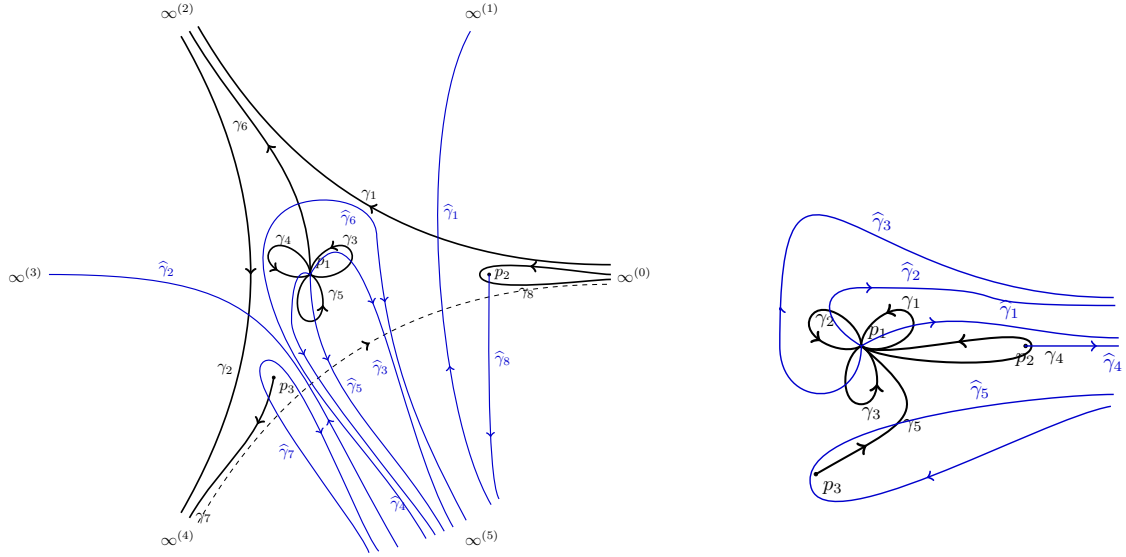 ∞⁽²⁾
∞⁽¹⁾
γ₆
γ₁
γ̂₁
γ̂₆
γ₄
γ₃
γ̂₂
p₁
∞⁽³⁾
p₂
∞⁽⁰⁾
γ₅
γ₈
γ₂
γ̂₃
γ̂₈
γ̂₅
p₃
γ̂₇
γ̂₄
γ₇
∞⁽⁴⁾
∞⁽⁵⁾
γ̂₃
γ̂₂
γ₁
γ̂₁
γ₂
p₁
p₂
γ₄
γ̂₄
γ̂₅
γ₃
γ₅
p₃